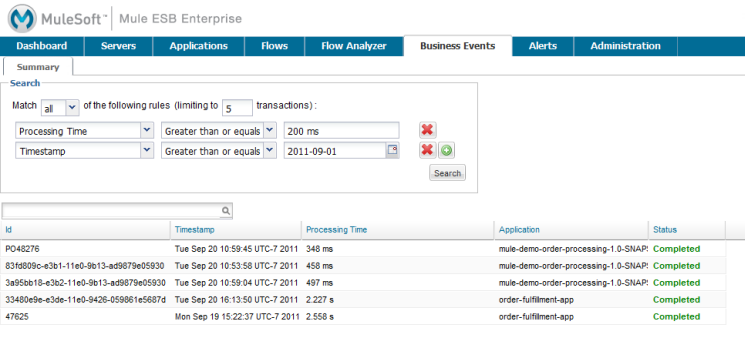 MuleSoft™ Mule ESB Enterprise
Dashboard Servers Applications Flows Flow Analyzer Business Events Alerts Administration
Summary
Search
Match all of the following rules (limiting to 5 transactions) :
Processing Time Greater than or equals 200 ms
Timestamp Greater than or equals 2011-09-01
Search
Id Timestamp Processing Time Application Status
PO48276 Tue Sep 20 10:59:45 UTC-7 2011 348 ms mule-demo-order-processing-1.0-SNAPS Completed
83fd809c-e3b1-11e0-9b13-ad9879e05930 Tue Sep 20 10:53:58 UTC-7 2011 458 ms mule-demo-order-processing-1.0-SNAPS Completed
3a95bb18-e3b2-11e0-9b13-ad9879e05930 Tue Sep 20 10:59:04 UTC-7 2011 497 ms mule-demo-order-processing-1.0-SNAPS Completed
33480e9e-e3de-11e0-9426-059861e5687d Tue Sep 20 16:13:50 UTC-7 2011 2.227 s order-fulfillment-app Completed
47625 Mon Sep 19 15:22:37 UTC-7 2011 2.558 s order-fulfillment-app Completed